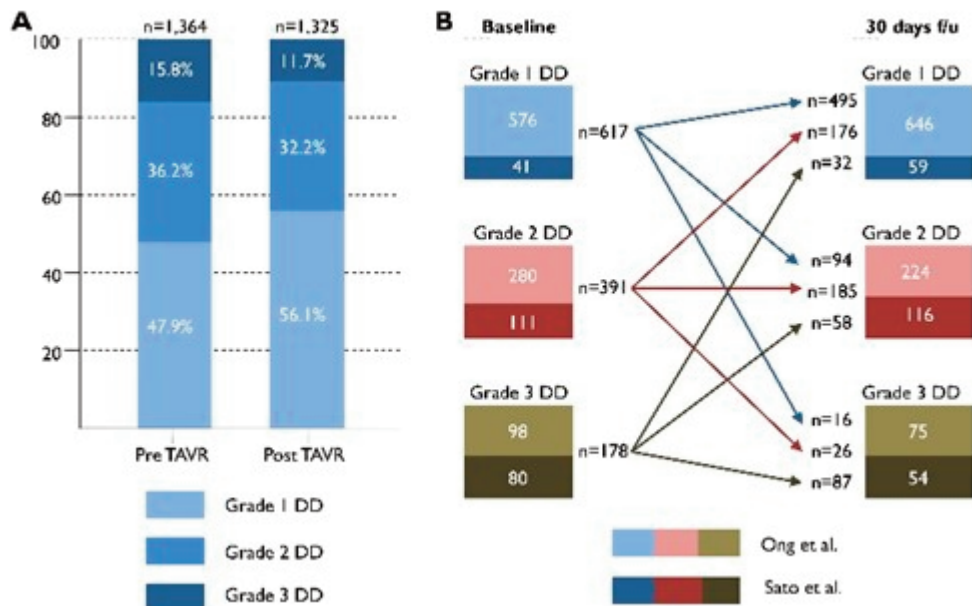 A
n=1,364
n=1,325
100
80
60
40
20
15.8%
11.7%
36.2%
32.2%
47.9%
56.1%
Pre TAVR
Post TAVR
Grade 1 DD
Grade 2 DD
Grade 3 DD
B
Baseline
30 days f/u
Grade 1 DD
576
41
n=617
n=495
n=176
n=32
Grade 1 DD
646
59
Grade 2 DD
280
111
n=391
n=94
n=185
n=58
Grade 2 DD
224
116
Grade 3 DD
98
80
n=178
n=16
n=26
n=87
Grade 3 DD
75
54
Ong et al.
Sato et al.